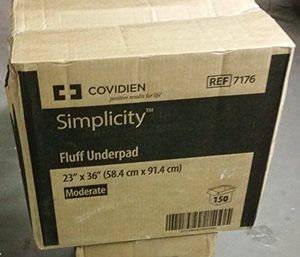 COVIDIEN
positive results for life™
REF 7176
Simplicity™
Fluff Underpad
23" x 36" (58.4 cm x 91.4 cm)
Moderate
150